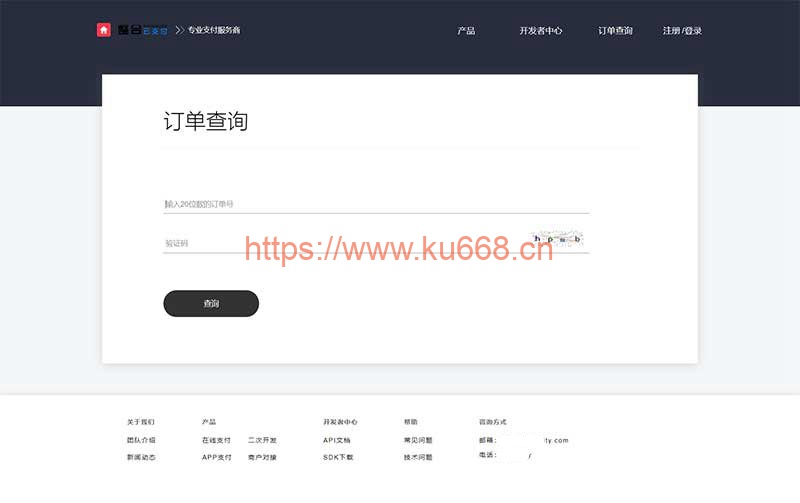 云支付 专业支付服务商 产品 开发者中心 订单查询 注册/登录
订单查询
输入20位数的订单号
验证码
https://www.ku668.cn
查询
关于我们 产品 开发者中心 帮助 咨询方式
团队介绍 在线支付 二次开发 API文档 常见问题 邮箱: ity.com
新闻动态 APP支付 商户对接 SDK下载 技术问题 电话: /